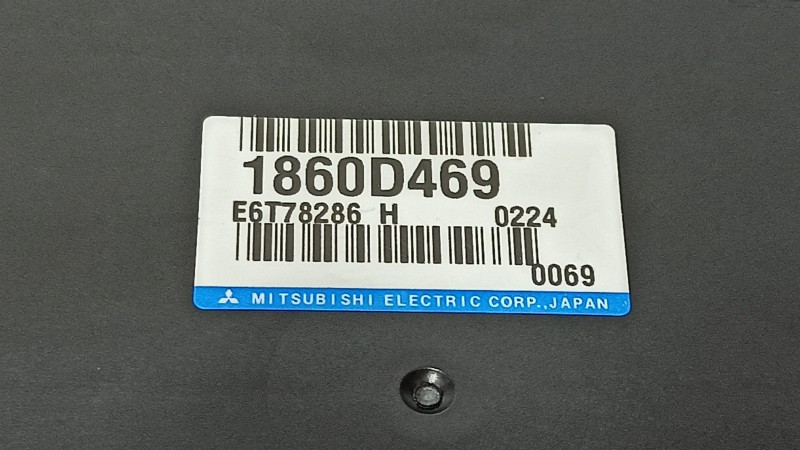 1860D469
E6T78286 H 0224
0069
MITSUBISHI ELECTRIC CORP.,JAPAN